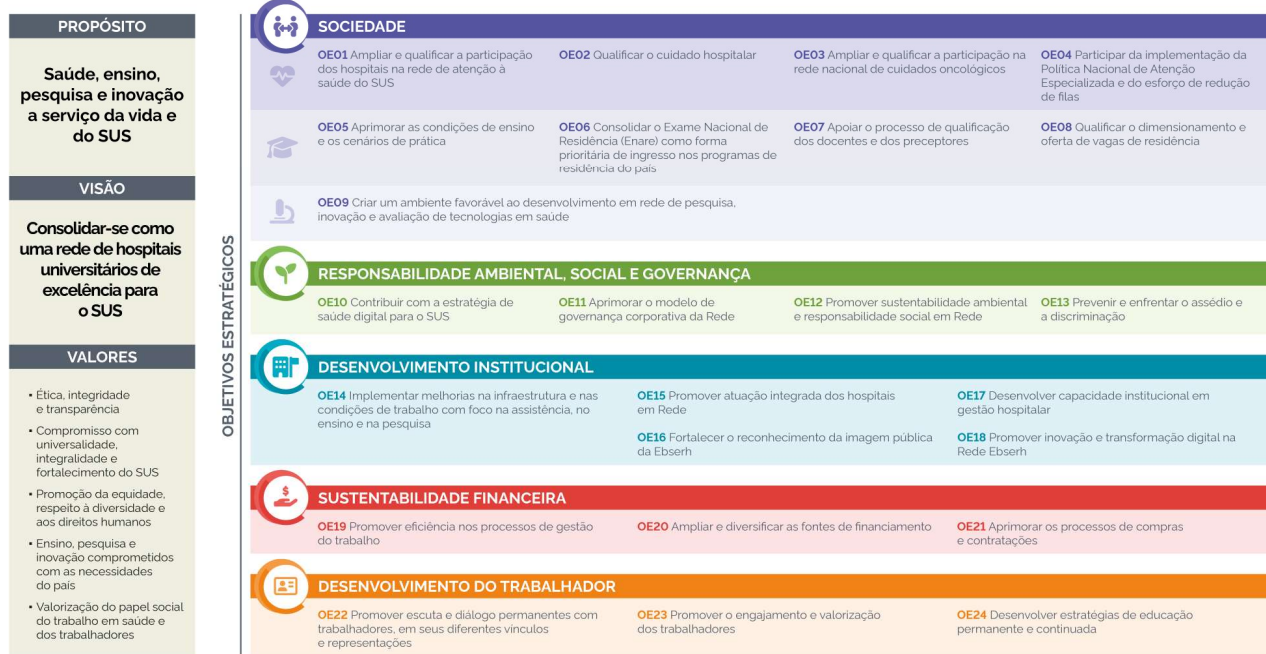 PROPÓSITO
Saúde, ensino,
pesquisa e inovação
a serviço da vida e
do SUS
VISÃO
Consolidar-se como
uma rede de hospitais
universitários de
excelência para
o SUS
VALORES
• Ética, integridade
e transparência
• Compromisso com
universalidade,
integralidade e
fortalecimento do SUS
• Promoção da equidade,
respeito à diversidade e
aos direitos humanos
• Ensino, pesquisa e
inovação comprometidos
com as necessidades
do país
• Valorização do papel social
do trabalho em saúde e
dos trabalhadores
OBJETIVOS ESTRATÉGICOS
SOCIEDADE
OE01 Ampliar e qualificar a participação
dos hospitais na rede de atenção à
saúde do SUS
OE02 Qualificar o cuidado hospitalar
OE03 Ampliar e qualificar a participação na
rede nacional de cuidados oncológicos
OE04 Participar da implementação da
Política Nacional de Atenção
Especializada e do esforço de redução
de filas
OE05 Aprimorar as condições de ensino
e os cenários de prática
OE06 Consolidar o Exame Nacional de
Residência (Enare) como forma
prioritária de ingresso nos programas de
residência do país
OE07 Apoiar o processo de qualificação
dos docentes e dos preceptores
OE08 Qualificar o dimensionamento e
oferta de vagas de residência
OE09 Criar um ambiente favorável ao desenvolvimento em rede de pesquisa,
inovação e avaliação de tecnologias em saúde
RESPONSABILIDADE AMBIENTAL, SOCIAL E GOVERNANÇA
OE10 Contribuir com a estratégia de
saúde digital para o SUS
OE11 Aprimorar o modelo de
governança corporativa da Rede
OE12 Promover sustentabilidade ambiental
e responsabilidade social em Rede
OE13 Prevenir e enfrentar o assédio e
a discriminação
DESENVOLVIMENTO INSTITUCIONAL
OE14 Implementar melhorias na infraestrutura e nas
condições de trabalho com foco na assistência, no
ensino e na pesquisa
OE15 Promover atuação integrada dos hospitais
em Rede
OE16 Fortalecer o reconhecimento da imagem pública
da Ebserh
OE17 Desenvolver capacidade institucional em
gestão hospitalar
OE18 Promover inovação e transformação digital na
Rede Ebserh
$
SUSTENTABILIDADE FINANCEIRA
OE19 Promover eficiência nos processos de gestão
do trabalho
OE20 Ampliar e diversificar as fontes de financiamento
OE21 Aprimorar os processos de compras
e contratações
DESENVOLVIMENTO DO TRABALHADOR
OE22 Promover escuta e diálogo permanentes com
trabalhadores, em seus diferentes vínculos
e representações
OE23 Promover o engajamento e valorização
dos trabalhadores
OE24 Desenvolver estratégias de educação
permanente e continuada